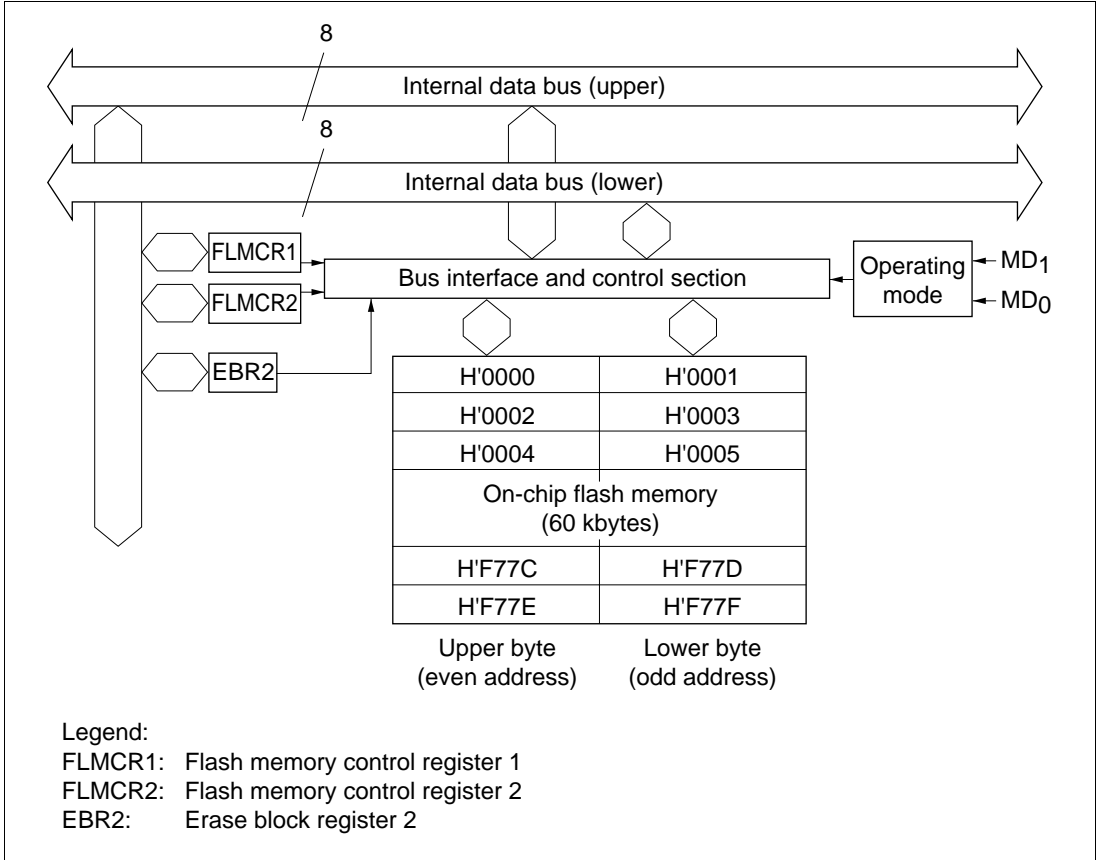 8
Internal data bus (upper)
8
Internal data bus (lower)
FLMCR1
Bus interface and control section
Operating
mode
MD1
FLMCR2
MD0
EBR2
H'0000 H'0001
H'0002 H'0003
H'0004 H'0005
On-chip flash memory
(60 kbytes)
H'F77C H'F77D
H'F77E H'F77F
Upper byte
(even address)
Lower byte
(odd address)
Legend:
FLMCR1: Flash memory control register 1
FLMCR2: Flash memory control register 2
EBR2: Erase block register 2